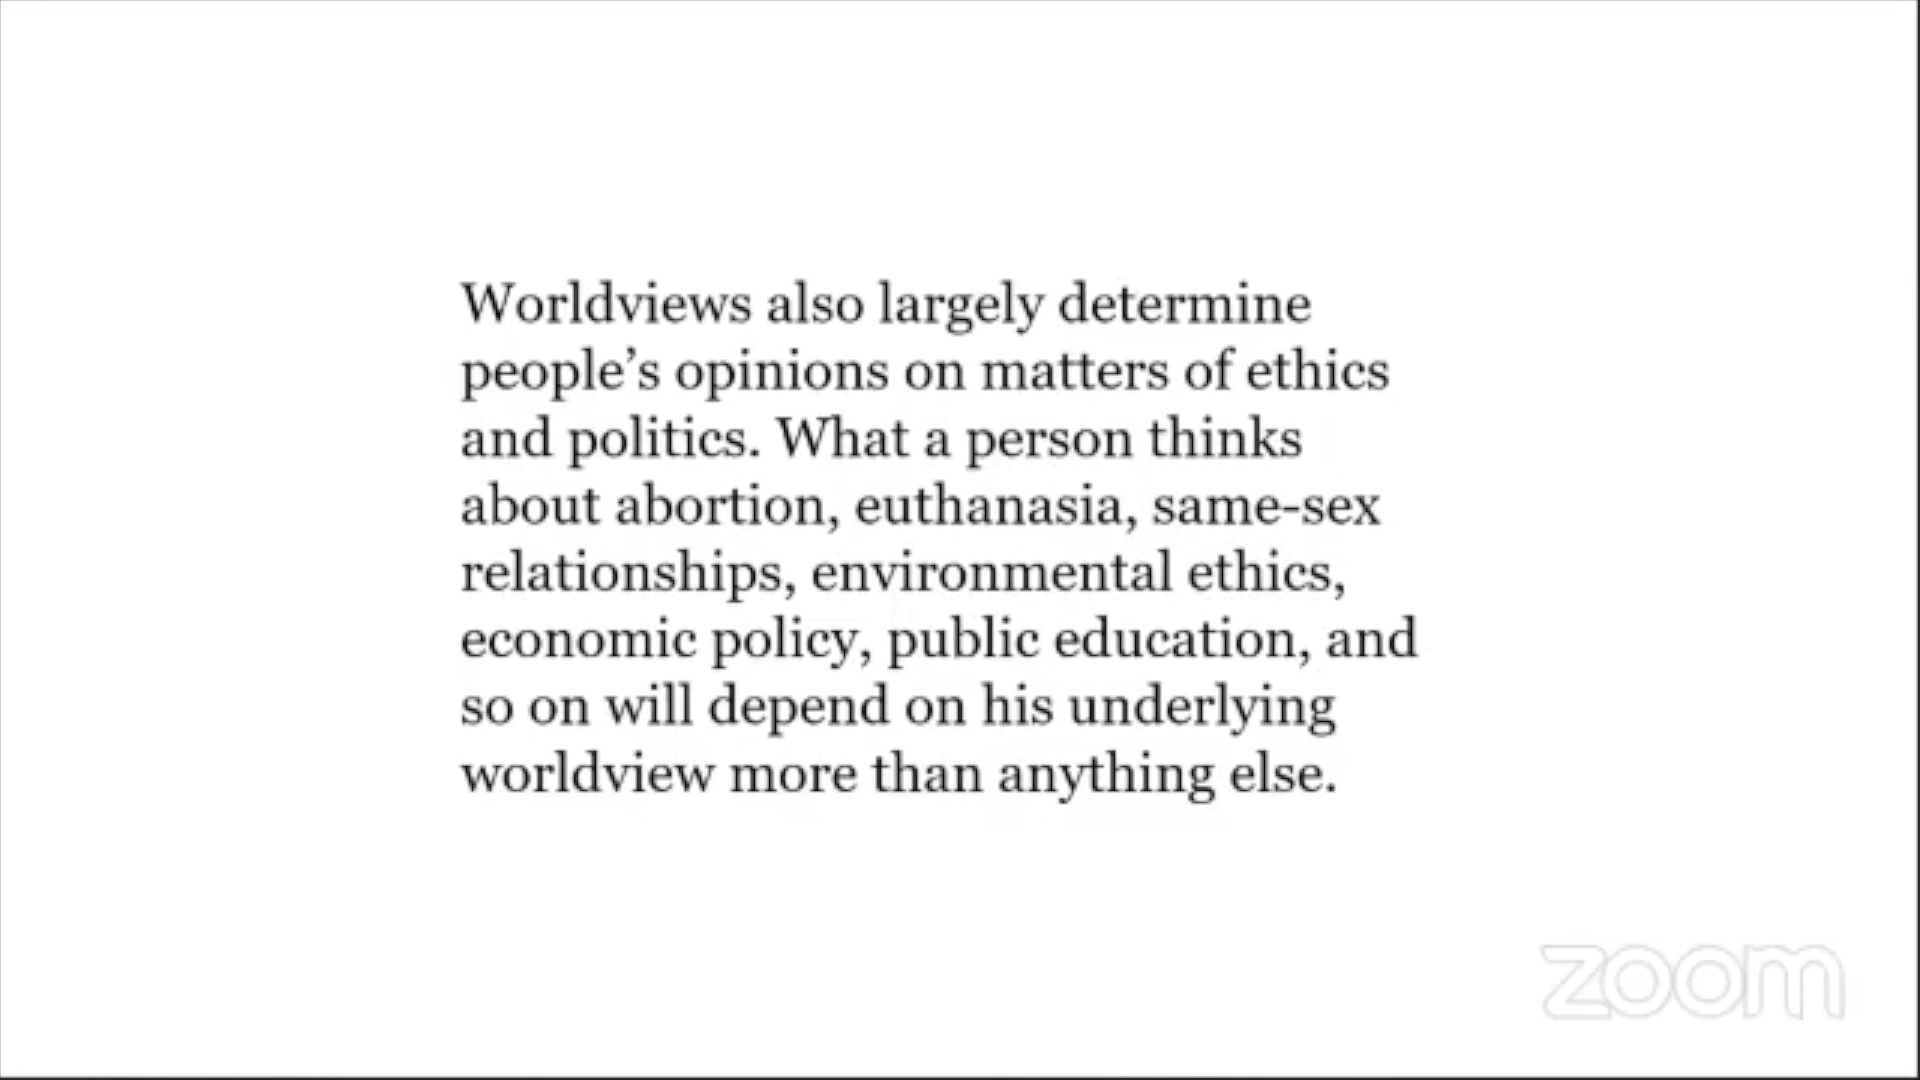 Worldviews also largely determine
people’s opinions on matters of ethics
and politics. What a person thinks
about abortion, euthanasia, same-sex
relationships, environmental ethics,
economic policy, public education, and
so on will depend on his underlying
worldview more than anything else.
zoom